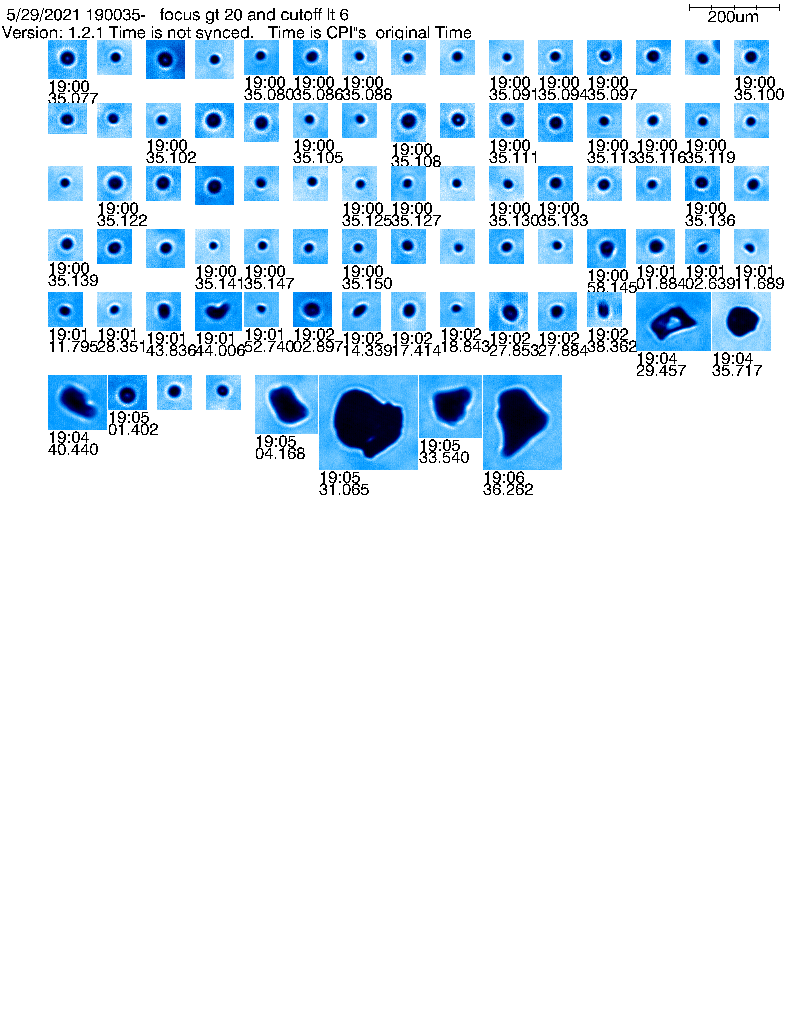 5/29/2021 190035-   focus gt 20 and cutoff lt 6
200um
Version: 1.2.1 Time is not synced.   Time is CPI"s  original Time
19:00 19:00 19:00 19:00 19:00 19:00 19:00 19:00
35.077 35.080 35.086 35.088 35.091 35.094 35.097 35.100
19:00 19:00 19:00 19:00 19:00 19:00 19:00
35.102 35.105 35.108 35.111 35.113 35.116 35.119
19:00 19:00 19:00 19:00 19:00 19:00
35.122 35.125 35.127 35.130 35.133 35.136
19:00 19:00 19:00 19:00 19:00 19:01 19:01 19:01
35.139 35.141 35.147 35.150 58.145 01.884 02.639 11.689
19:01 19:01 19:01 19:01 19:01 19:02 19:02 19:02 19:02 19:02 19:02 19:02
11.795 28.351 43.836 44.006 52.740 02.897 14.339 17.414 18.843 27.853 27.884 38.362
19:04 19:04
29.457 35.717
19:05
01.402
19:04
40.440
19:05
04.168
19:05
33.540
19:05 19:06
31.065 36.262